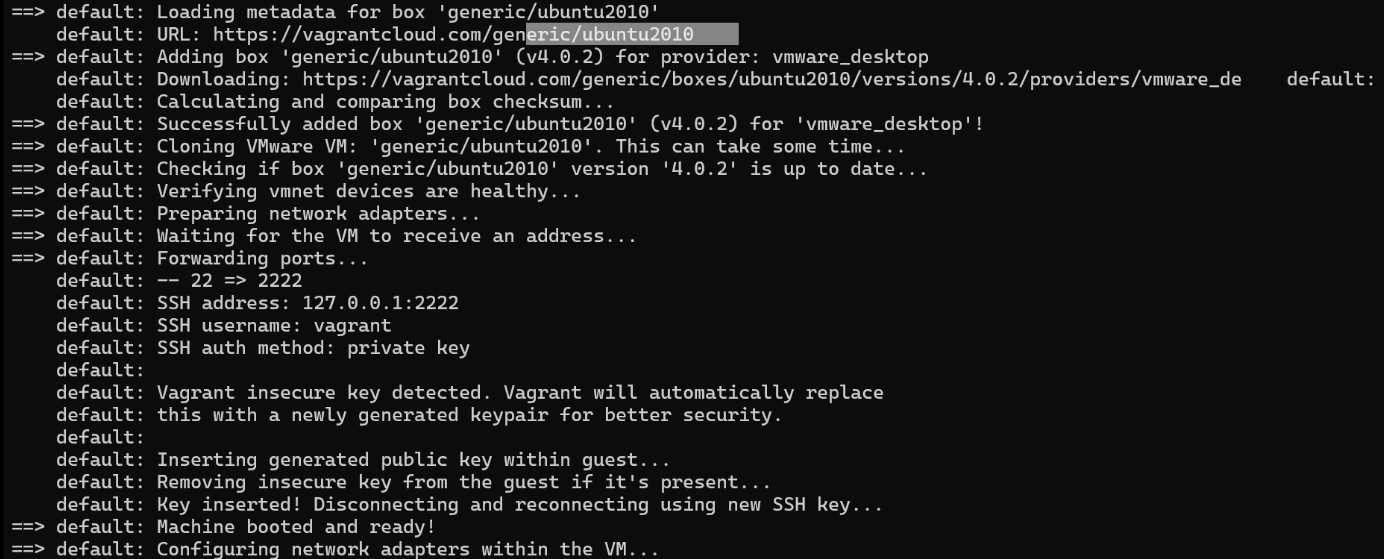 ==> default: Loading metadata for box 'generic/ubuntu2010'
    default: URL: https://vagrantcloud.com/generic/ubuntu2010
==> default: Adding box 'generic/ubuntu2010' (v4.0.2) for provider: vmware_desktop
    default: Downloading: https://vagrantcloud.com/generic/boxes/ubuntu2010/versions/4.0.2/providers/vmware_de    default:
    default: Calculating and comparing box checksum...
==> default: Successfully added box 'generic/ubuntu2010' (v4.0.2) for 'vmware_desktop'!
==> default: Cloning VMware VM: 'generic/ubuntu2010'. This can take some time...
==> default: Checking if box 'generic/ubuntu2010' version '4.0.2' is up to date...
==> default: Verifying vmnet devices are healthy...
==> default: Preparing network adapters...
==> default: Waiting for the VM to receive an address...
==> default: Forwarding ports...
    default: -- 22 => 2222
    default: SSH address: 127.0.0.1:2222
    default: SSH username: vagrant
    default: SSH auth method: private key
    default:
    default: Vagrant insecure key detected. Vagrant will automatically replace
    default: this with a newly generated keypair for better security.
    default:
    default: Inserting generated public key within guest...
    default: Removing insecure key from the guest if it's present...
    default: Key inserted! Disconnecting and reconnecting using new SSH key...
==> default: Machine booted and ready!
==> default: Configuring network adapters within the VM...